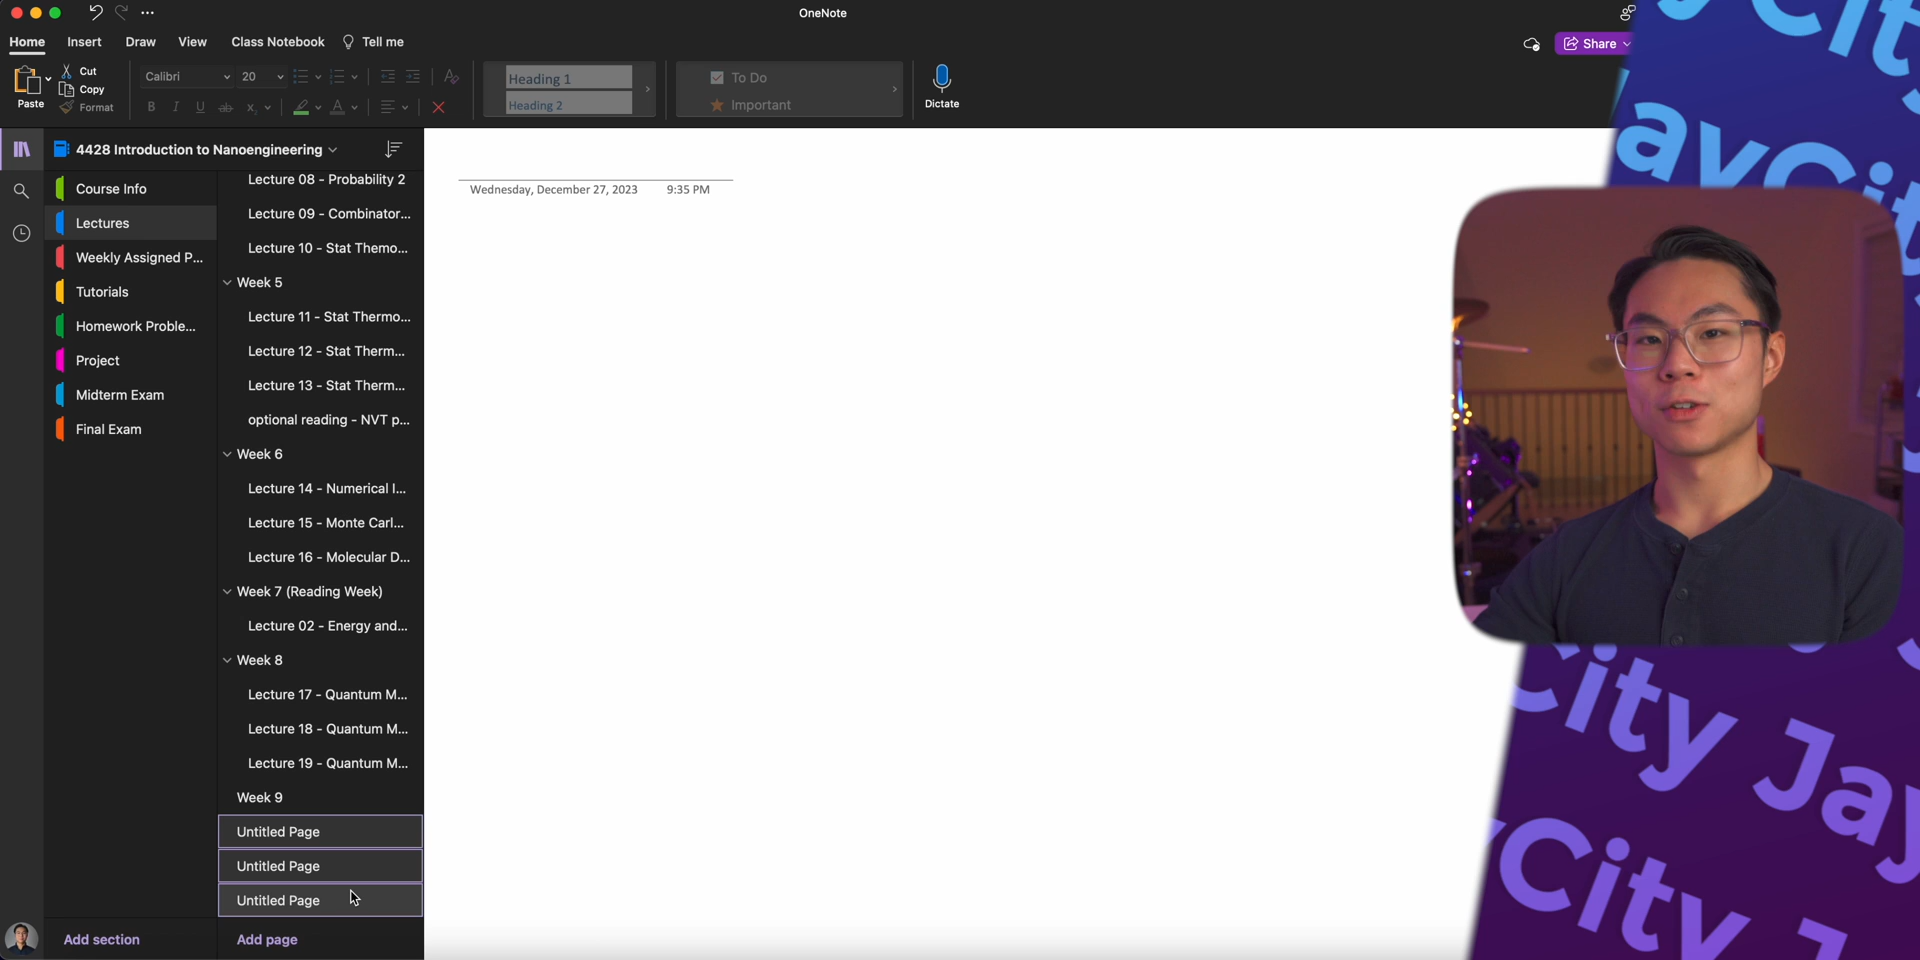 OneNote
Home Insert Draw View Class Notebook Tell me
Share
Paste
Cut
Copy
Format
Calibri 20
B I U ab x
A
Heading 1
Heading 2
To Do
Important
Dictate
4428 Introduction to Nanoengineering
Course Info
Lectures
Weekly Assigned P...
Tutorials
Homework Proble...
Project
Midterm Exam
Final Exam
Add section
Lecture 08 - Probability 2
Lecture 09 - Combinator...
Lecture 10 - Stat Themo...
Week 5
Lecture 11 - Stat Thermo...
Lecture 12 - Stat Therm...
Lecture 13 - Stat Therm...
optional reading - NVT p...
Week 6
Lecture 14 - Numerical I...
Lecture 15 - Monte Carl...
Lecture 16 - Molecular D...
Week 7 (Reading Week)
Lecture 02 - Energy and...
Week 8
Lecture 17 - Quantum M...
Lecture 18 - Quantum M...
Lecture 19 - Quantum M...
Week 9
Untitled Page
Untitled Page
Untitled Page
Add page
Wednesday, December 27, 2023 9:35 PM
City
ayCit
City Jay
yCity J